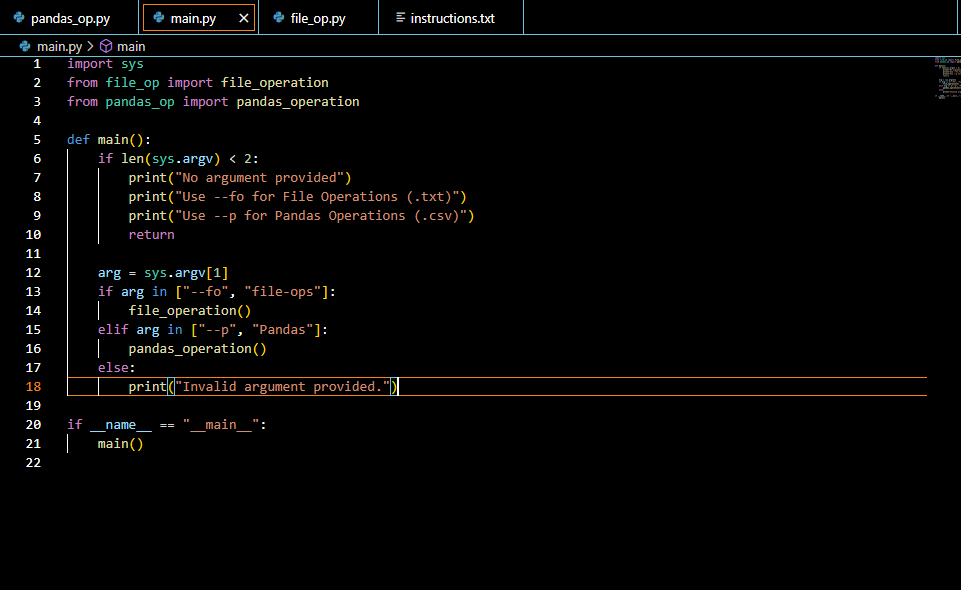 pandas_op.py main.py × file_op.py instructions.txt
main.py > main
1 import sys
2 from file_op import file_operation
3 from pandas_op import pandas_operation
4
5 def main():
6     if len(sys.argv) < 2:
7         print("No argument provided")
8         print("Use --fo for File Operations (.txt)")
9         print("Use --p for Pandas Operations (.csv)")
10         return
11
12     arg = sys.argv[1]
13     if arg in ["--fo", "file-ops"]:
14         file_operation()
15     elif arg in ["--p", "Pandas"]:
16         pandas_operation()
17     else:
18         print("Invalid argument provided.")
19
20 if __name__ == "__main__":
21     main()
22